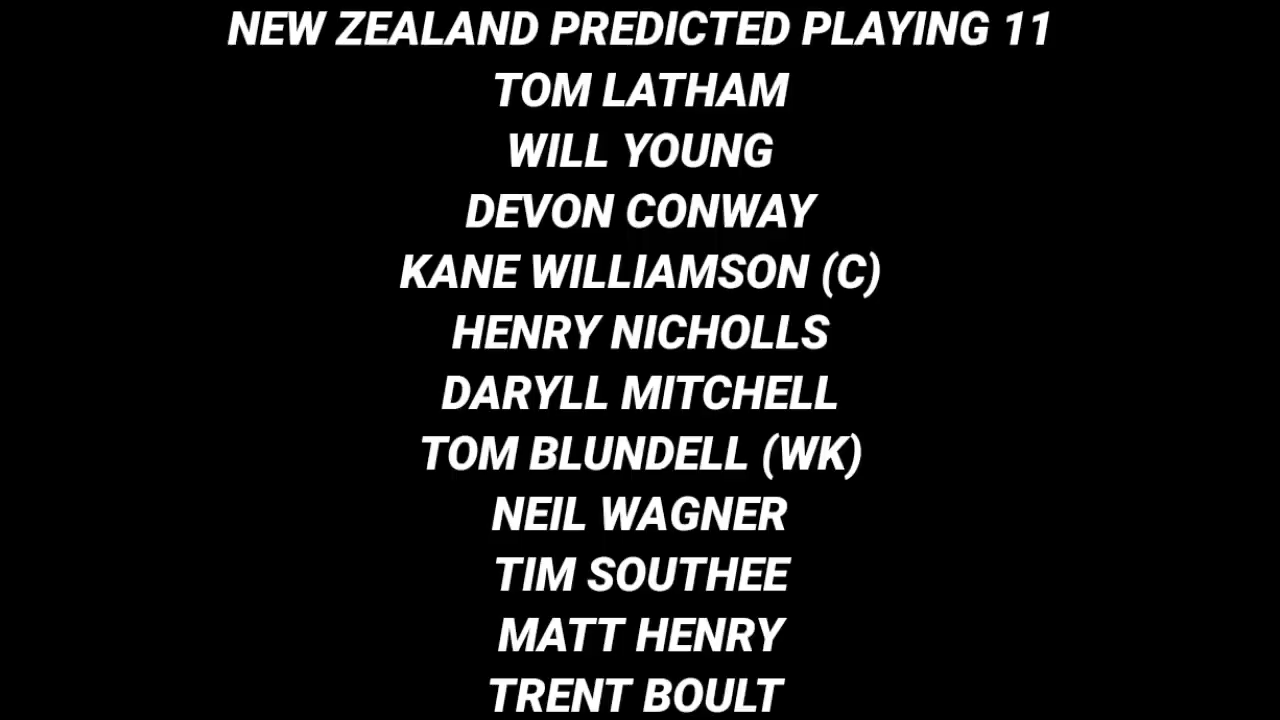 NEW ZEALAND PREDICTED PLAYING 11
TOM LATHAM
WILL YOUNG
DEVON CONWAY
KANE WILLIAMSON (C)
HENRY NICHOLLS
DARYLL MITCHELL
TOM BLUNDELL (WK)
NEIL WAGNER
TIM SOUTHEE
MATT HENRY
TRENT BOULT